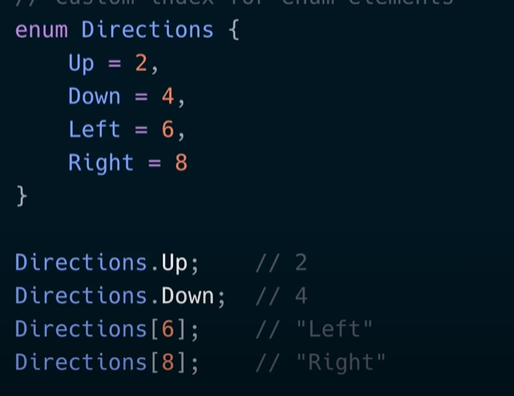 // Custom index for enum elements
enum Directions {
    Up = 2,
    Down = 4,
    Left = 6,
    Right = 8
}

Directions.Up;    // 2
Directions.Down;  // 4
Directions[6];    // "Left"
Directions[8];    // "Right"